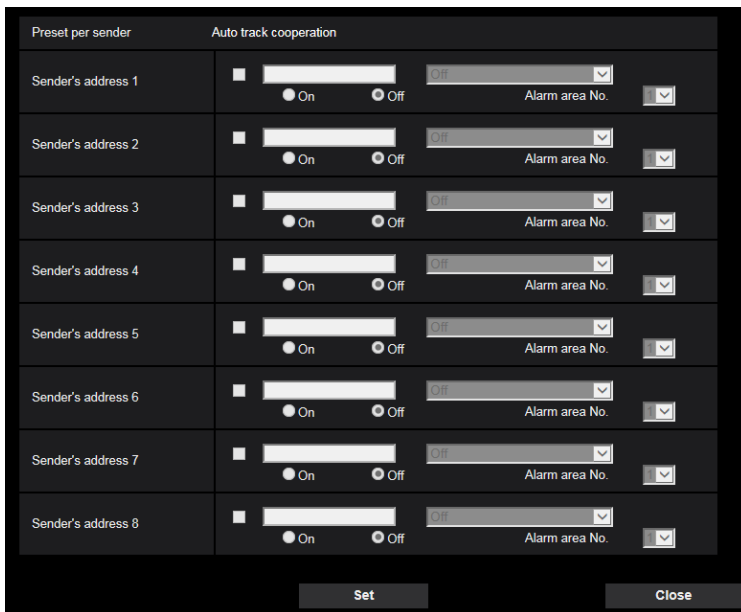 Preset per sender Auto track cooperation
Off
Sender's address 1
On Off Alarm area No. 1
Off
Sender's address 2
On Off Alarm area No. 1
Off
Sender's address 3
On Off Alarm area No. 1
Off
Sender's address 4
On Off Alarm area No. 1
Off
Sender's address 5
On Off Alarm area No. 1
Off
Sender's address 6
On Off Alarm area No. 1
Off
Sender's address 7
On Off Alarm area No. 1
Off
Sender's address 8
On Off Alarm area No. 1
Set Close